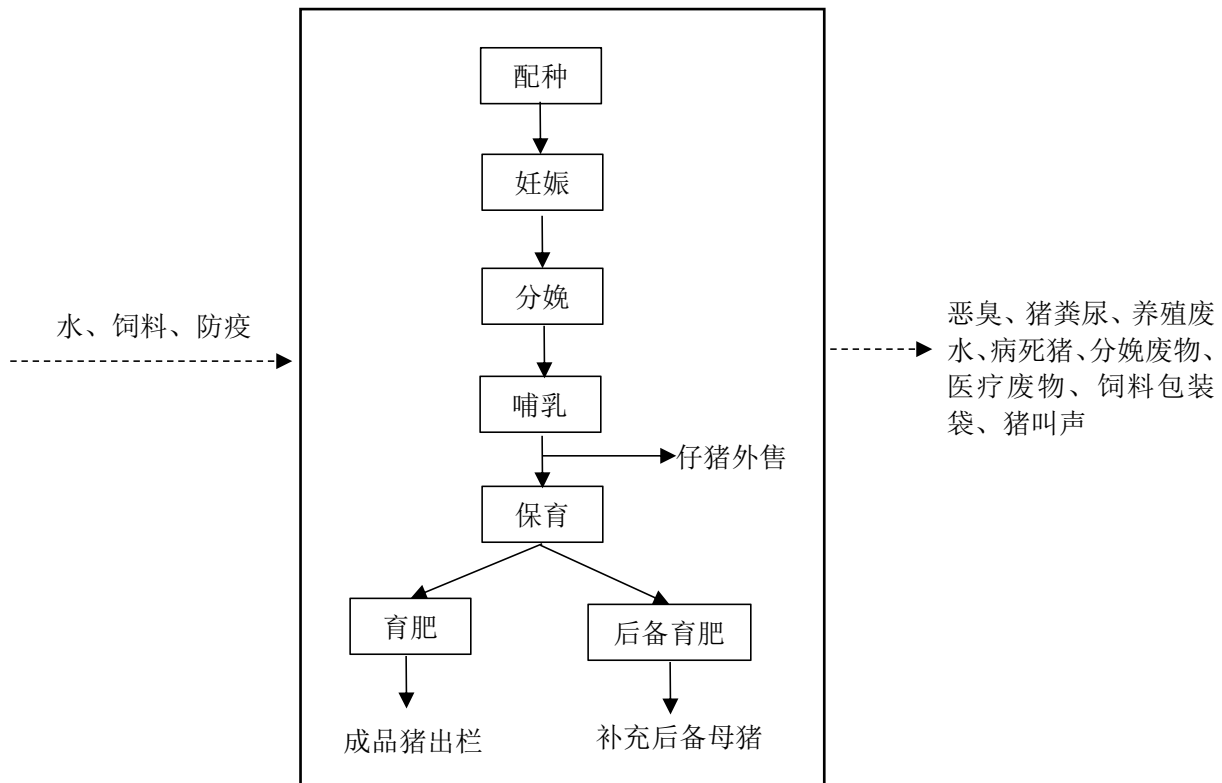 配种
妊娠
分娩
水、饲料、防疫
恶臭、猪粪尿、养殖废
水、病死猪、分娩废物、
医疗废物、饲料包装
袋、猪叫声
哺乳
仔猪外售
保育
育肥
后备育肥
成品猪出栏
补充后备母猪